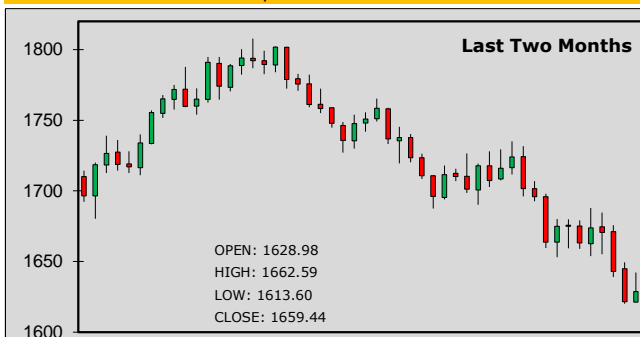 Last Two Months
1800
1750
1700
1650
1600
OPEN: 1628.98
HIGH: 1662.59
LOW: 1613.60
CLOSE: 1659.44